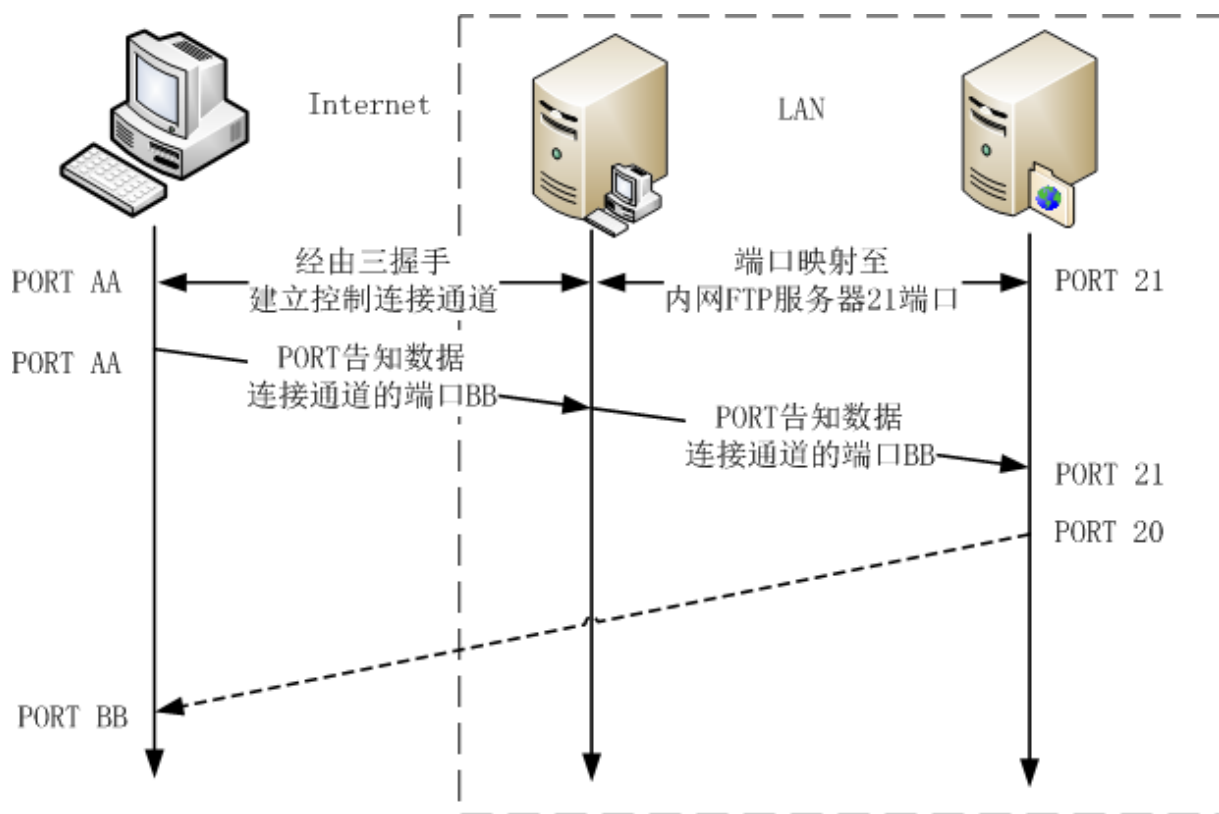 Internet
LAN
PORT AA
经由三握手
建立控制连接通道
端口映射至
内网FTP服务器21端口
PORT 21
PORT AA
PORT告知数据
连接通道的端口BB
PORT告知数据
连接通道的端口BB
PORT 21
PORT 20
PORT BB